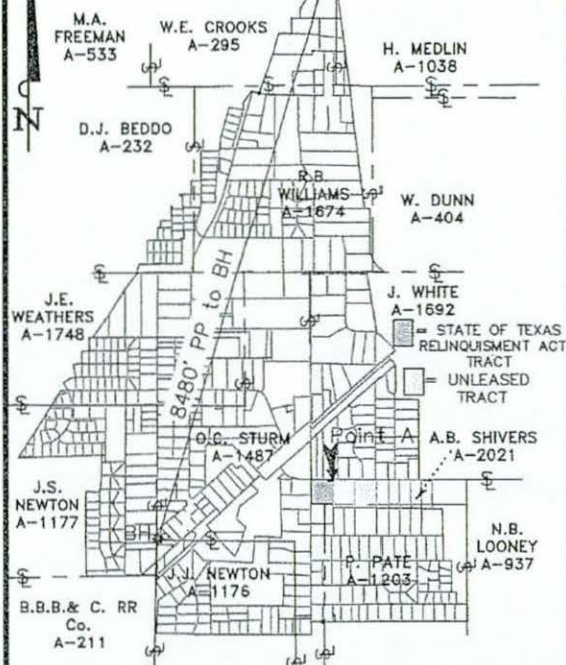 M.A.
FREEMAN
A-533
W.E. CROOKS
A-295
H. MEDLIN
A-1038
N
D.J. BEDDO
A-232
R.B.
WILLIAMS
A-1674
W. DUNN
A-404
J.E.
WEATHERS
A-1748
8480' PP to BH
J. WHITE
A-1692
= STATE OF TEXAS
RELINQUISMENT ACT
TRACT
= UNLEASED
TRACT
O.C. STURM
A-1487
Point A
A.B. SHIVERS
A-2021
J.S.
NEWTON
A-1177
BH
N.B.
LOONEY
A-937
J.J. NEWTON
A-1176
P. PATE
A-1203
B.B.B.& C. RR
Co.
A-211